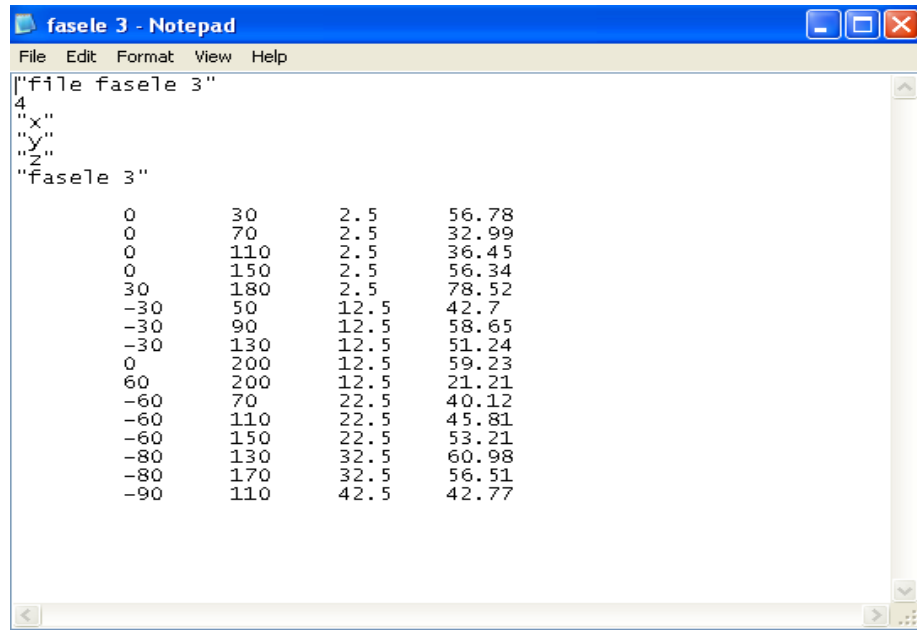 fasele 3 - Notepad
File Edit Format View Help
"file fasele 3"
4
"x"
"y"
"z"
"fasele 3"
0 30 2.5 56.78
0 70 2.5 32.99
0 110 2.5 36.45
0 150 2.5 56.34
30 180 2.5 78.52
-30 50 12.5 42.7
-30 90 12.5 58.65
-30 130 12.5 51.24
0 200 12.5 59.23
60 200 12.5 21.21
-60 70 22.5 40.12
-60 110 22.5 45.81
-60 150 22.5 53.21
-80 130 32.5 60.98
-80 170 32.5 56.51
-90 110 42.5 42.77